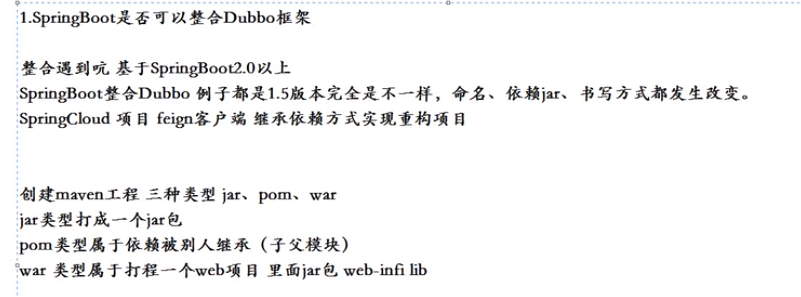 1.SpringBoot是否可以整合Dubbo框架
整合遇到吭 基于SpringBoot2.0以上
SpringBoot整合Dubbo 例子都是1.5版本完全是不一样，命名、依赖jar、书写方式都发生改变。
SpringCloud 项目 feign客户端 继承依赖方式实现重构项目
创建maven工程 三种类型 jar、pom、war
jar类型打成一个jar包
pom类型属于依赖被别人继承（子父模块）
war 类型属于打程一个web项目 里面jar包 web-infi lib